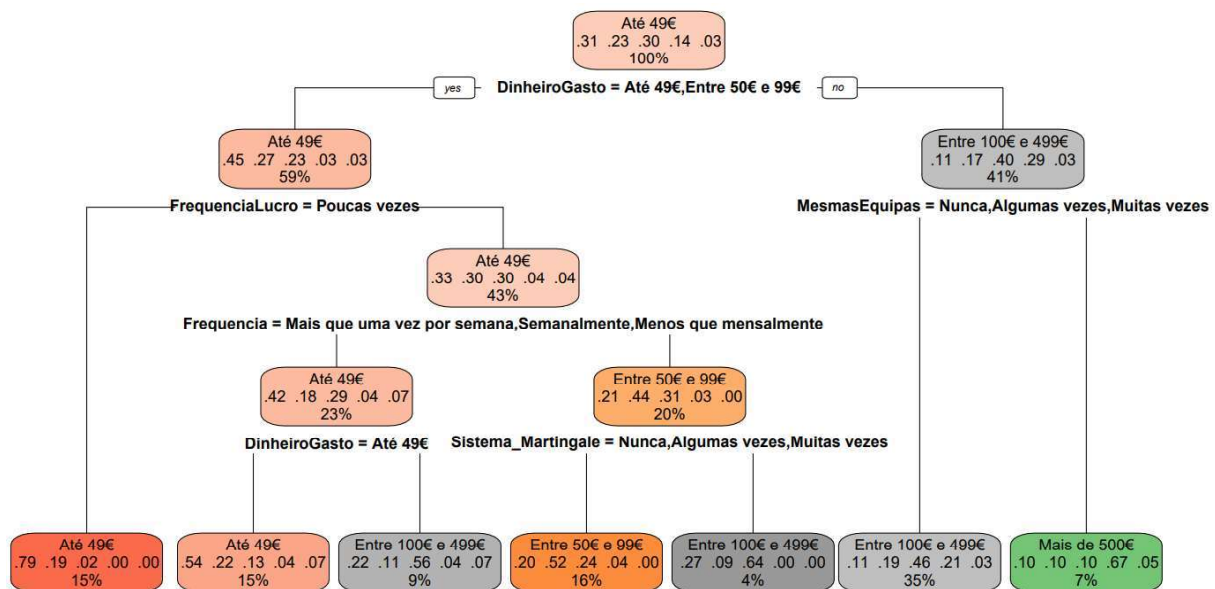 Até 49€
.31 .23 .30 .14 .03
100%
yes
DinheiroGasto = Até 49€,Entre 50€ e 99€
no
Até 49€
.45 .27 .23 .03 .03
59%
Entre 100€ e 499€
.11 .17 .40 .29 .03
41%
FrequenciaLucro = Poucas vezes
MesmasEquipas = Nunca,Algumas vezes,Muitas vezes
Até 49€
.33 .30 .30 .04 .04
43%
Frequencia = Mais que uma vez por semana,Semanalmente,Menos que mensalmente
Até 49€
.42 .18 .29 .04 .07
23%
Entre 50€ e 99€
.21 .44 .31 .03 .00
20%
DinheiroGasto = Até 49€
Sistema_Martingale = Nunca,Algumas vezes,Muitas vezes
Até 49€
.79 .19 .02 .00 .00
15%
Até 49€
.54 .22 .13 .04 .07
15%
Entre 100€ e 499€
.22 .11 .56 .04 .07
9%
Entre 50€ e 99€
.20 .52 .24 .04 .00
16%
Entre 100€ e 499€
.27 .09 .64 .00 .00
4%
Entre 100€ e 499€
.11 .19 .46 .21 .03
35%
Mais de 500€
.10 .10 .10 .67 .05
7%